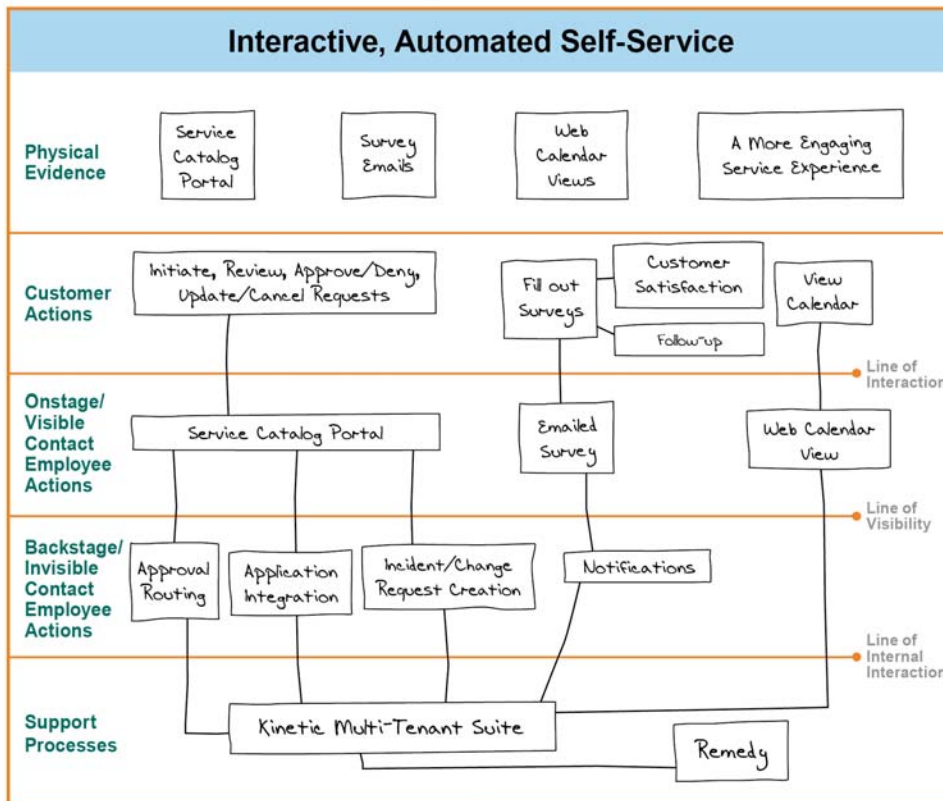 Interactive, Automated Self-Service
Physical
Evidence
Service
Catalog
Portal
Survey
Emails
Web
Calendar
Views
A More Engaging
Service Experience
Customer
Actions
Initiate, Review, Approve/Deny,
Update/Cancel Requests
Fill out
Surveys
Customer
Satisfaction
Follow-up
View
Calendar
Line of
Interaction
Onstage/
Visible
Contact
Employee
Actions
Service Catalog Portal
Emailed
Survey
Web Calendar
View
Line of
Visibility
Backstage/
Invisible
Contact
Employee
Actions
Approval
Routing
Application
Integration
Incident/Change
Request Creation
Notifications
Line of
Internal
Interaction
Support
Processes
Kinetic Multi-Tenant Suite
Remedy